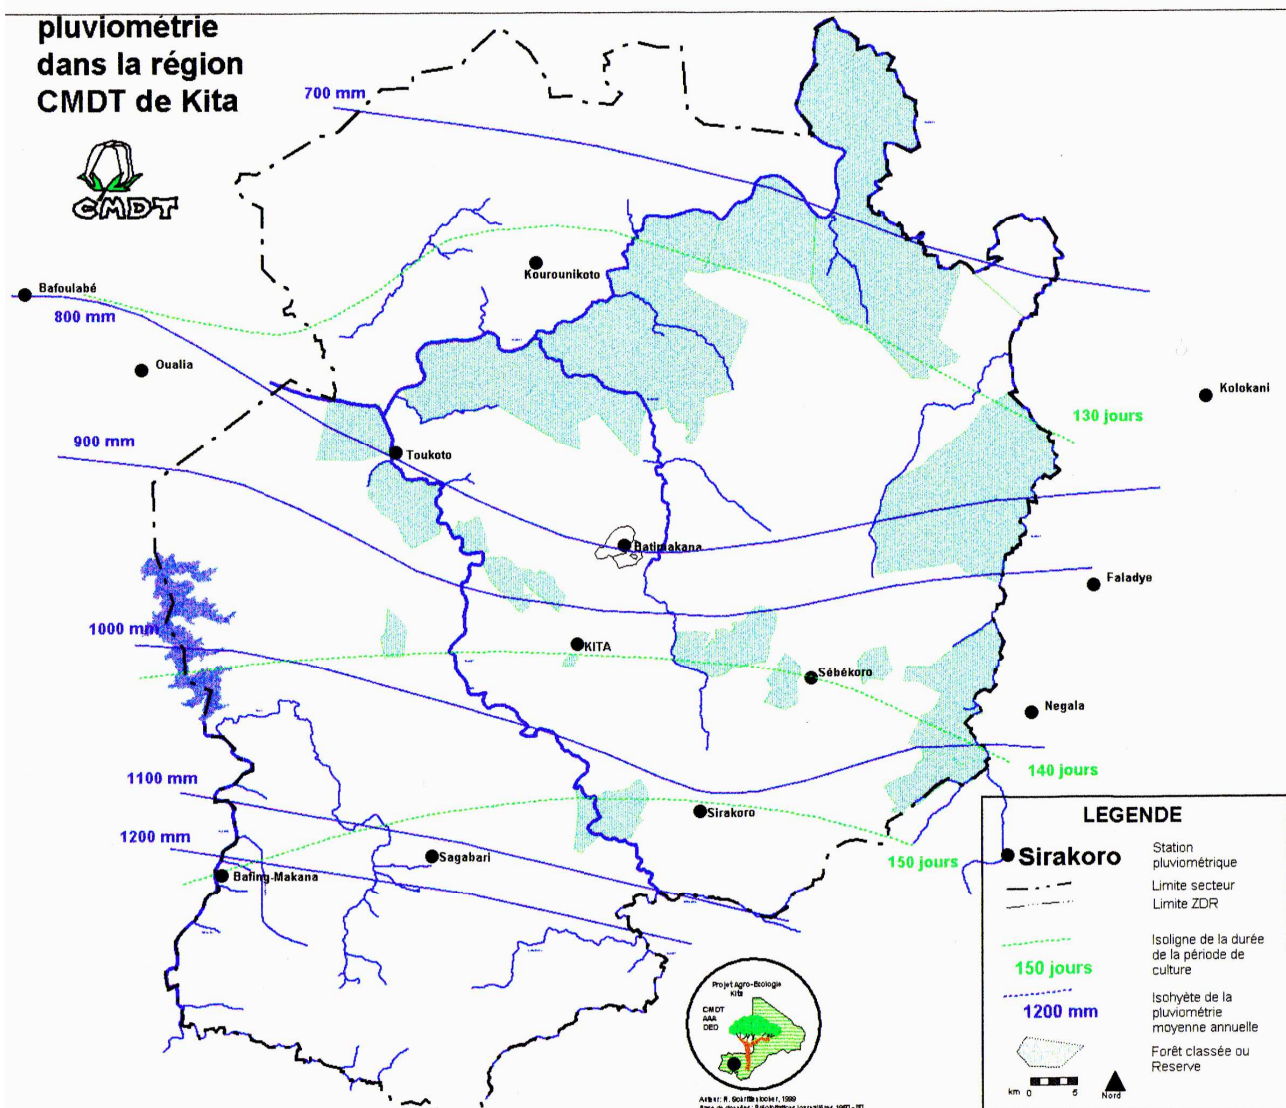 pluviométrie
dans la région
CMDT de Kita
CMDT
700 mm
Kourounikoto
Bafoulabé
800 mm
Oualia
Kolokani
130 jours
900 mm
Toukoto
Batimakana
Faladye
1000 mm
KITA
Sébékoro
Negala
140 jours
1100 mm
1200 mm
Sirakoro
Sagabari
150 jours
Bafing-Makana
LEGENDE
Sirakoro
Station
pluviométrique
Limite secteur
Limite ZDR
Isoligne de la durée
de la période de
culture
150 jours
Isohyète de la
pluviométrie
moyenne annuelle
1200 mm
Forêt classée ou
Reserve
km 0 5
Nord
Projet Agro-Ecologie
Kita
CMDT
AAA
DED